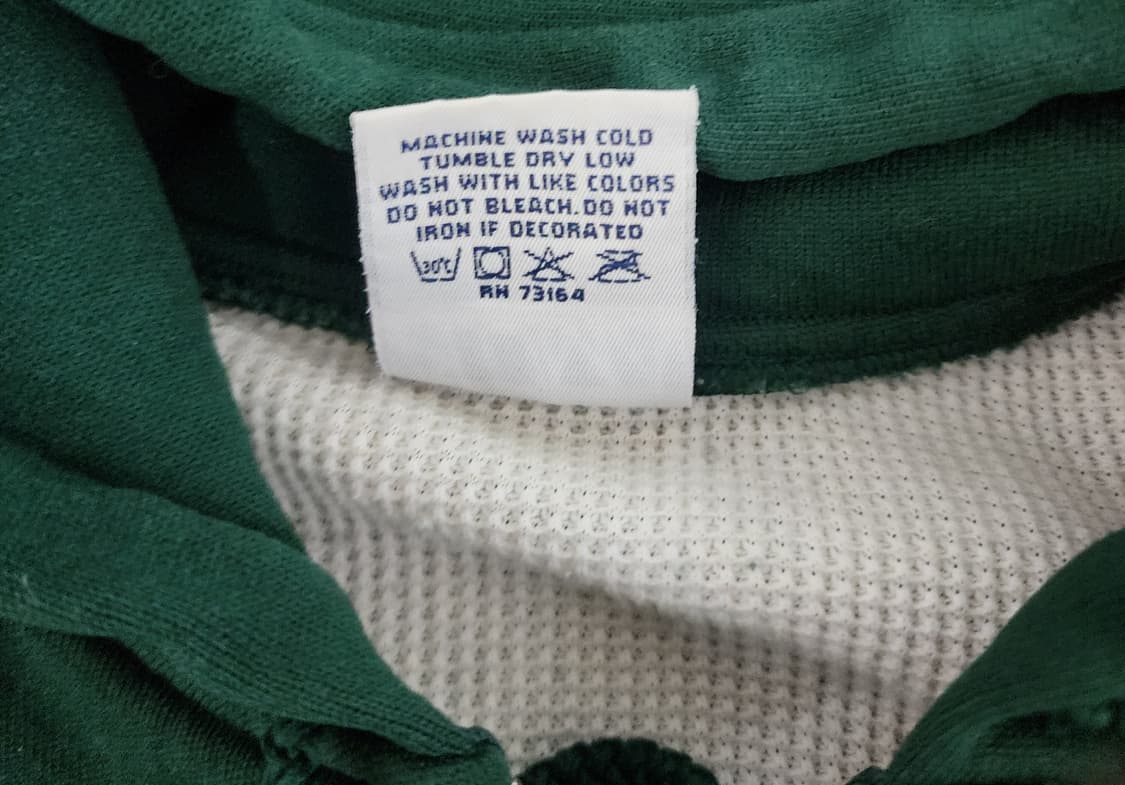 MACHINE WASH COLD
TUMBLE DRY LOW
WASH WITH LIKE COLORS
DO NOT BLEACH.DO NOT
IRON IF DECORATED
30°C
RN 73164